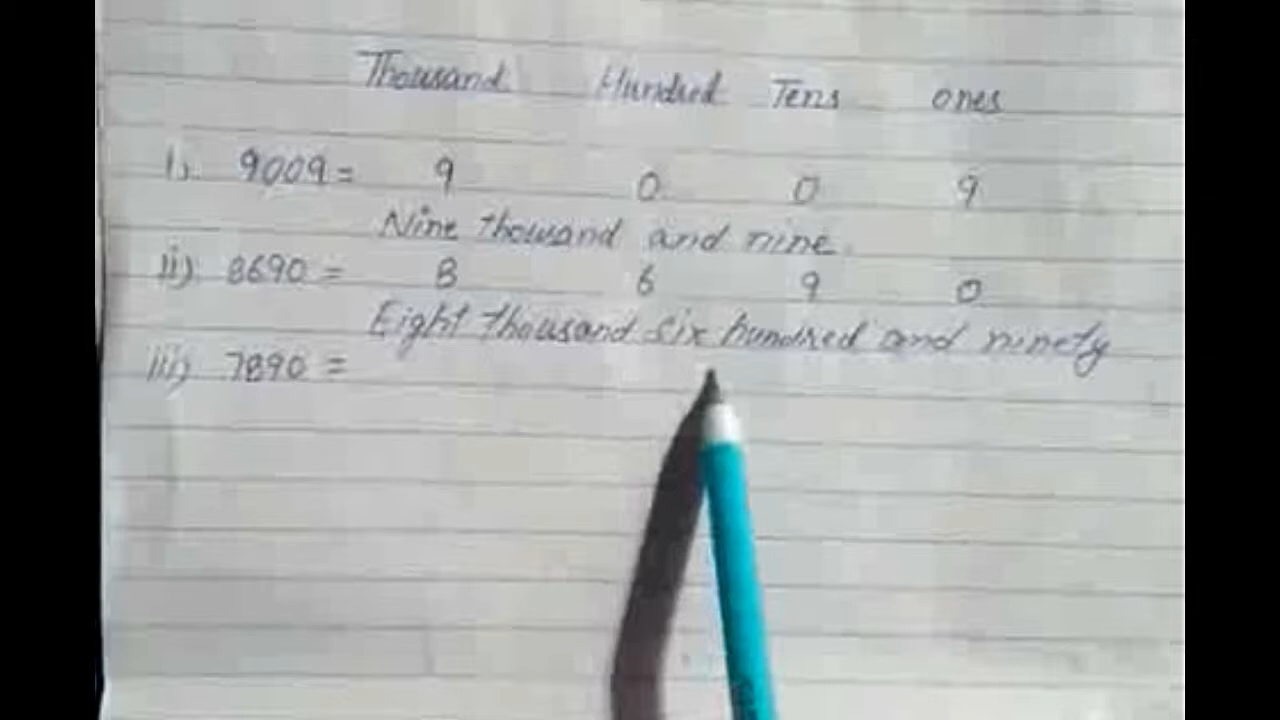 Thousand Hundred Tens ones
i). 9009 = 9 0 0 9
Nine thousand and nine.
ii) 8690 = 8 6 9 0
Eight thousand six hundred and ninety
iii) 7890 =